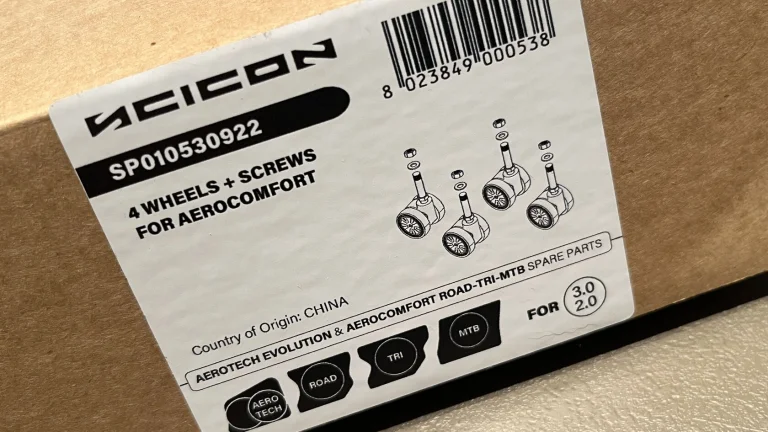 SCICON
8 023849 000538
SP010530922
4 WHEELS + SCREWS
FOR AEROCOMFORT
Country of Origin: CHINA
AEROTECH EVOLUTION & AEROCOMFORT ROAD-TRI-MTB SPARE PARTS
AERO
TECH
ROAD
TRI
MTB
FOR
3.0
2.0